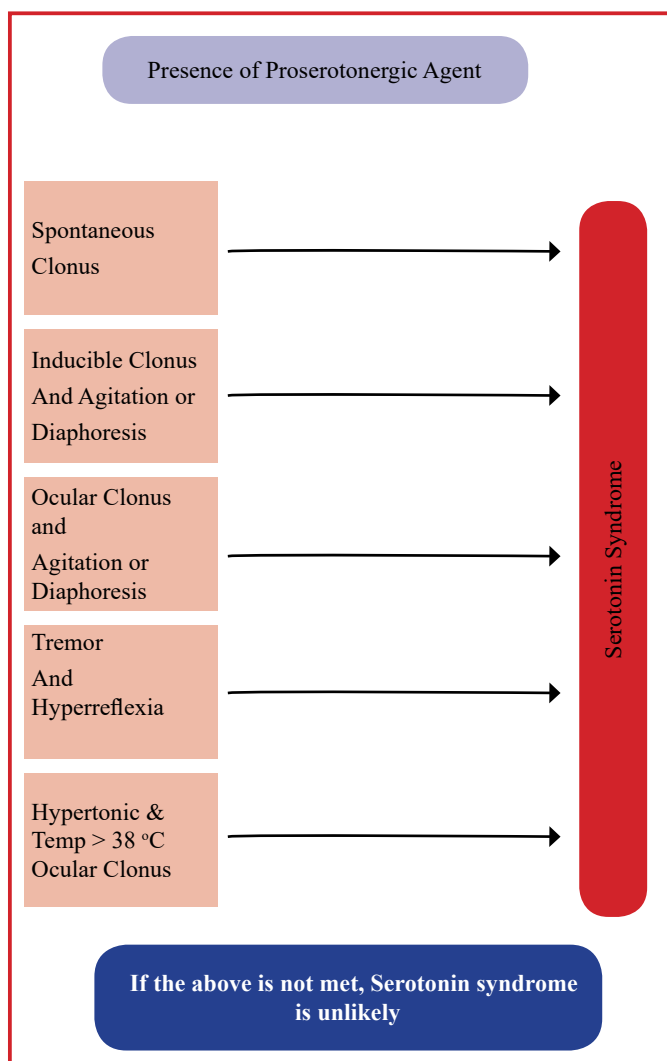 Presence of Proserotonergic Agent
Spontaneous
Clonus
Inducible Clonus
And Agitation or
Diaphoresis
Ocular Clonus
and
Agitation or
Diaphoresis
Tremor
And
Hyperreflexia
Hypertonic &
Temp > 38 °C
Ocular Clonus
Serotonin Syndrome
If the above is not met, Serotonin syndrome
is unlikely